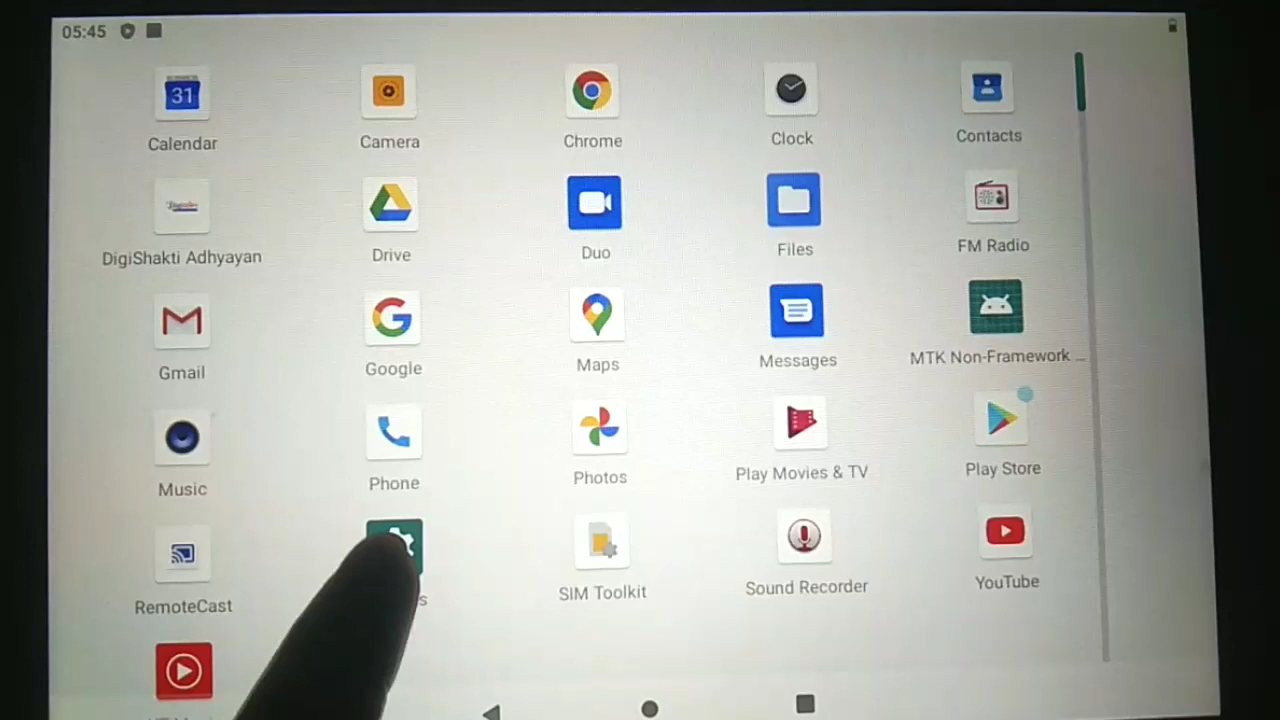 05:45
31
Calendar
Camera
Chrome
Clock
Contacts
DigiShakti Adhyayan
Drive
Duo
Files
FM Radio
Gmail
Google
Maps
Messages
MTK Non-Framework ...
Music
Phone
Photos
Play Movies & TV
Play Store
RemoteCast
SIM Toolkit
Sound Recorder
YouTube